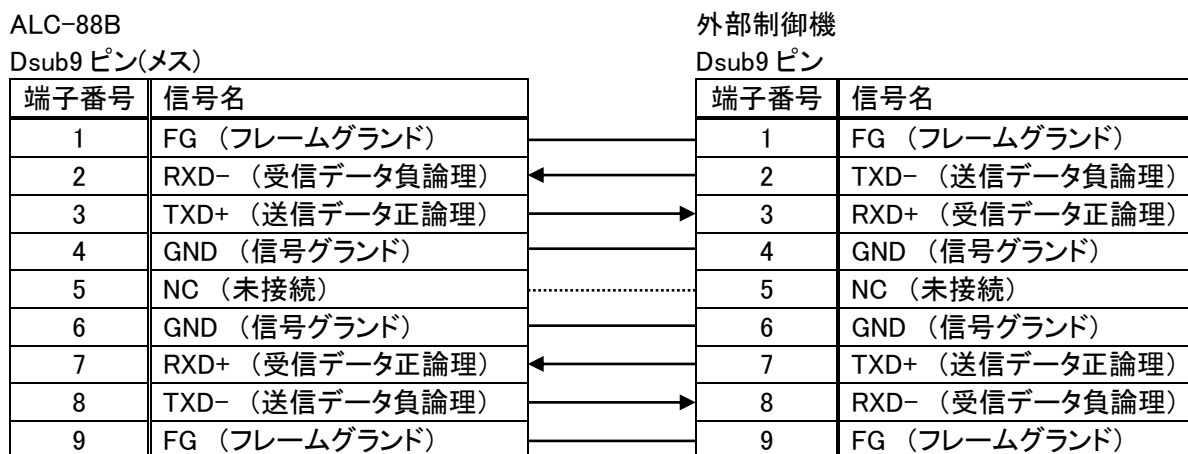 ALC-88B 外部制御機
Dsub9 ピン(メス) Dsub9 ピン
端子番号 信号名 端子番号 信号名
1 FG （フレームグランド） 1 FG （フレームグランド）
2 RXD- （受信データ負論理） 2 TXD- （送信データ負論理）
3 TXD+ （送信データ正論理） 3 RXD+ （受信データ正論理）
4 GND （信号グランド） 4 GND （信号グランド）
5 NC （未接続） 5 NC （未接続）
6 GND （信号グランド） 6 GND （信号グランド）
7 RXD+ （受信データ正論理） 7 TXD+ （送信データ正論理）
8 TXD- （送信データ負論理） 8 RXD- （受信データ負論理）
9 FG （フレームグランド） 9 FG （フレームグランド）